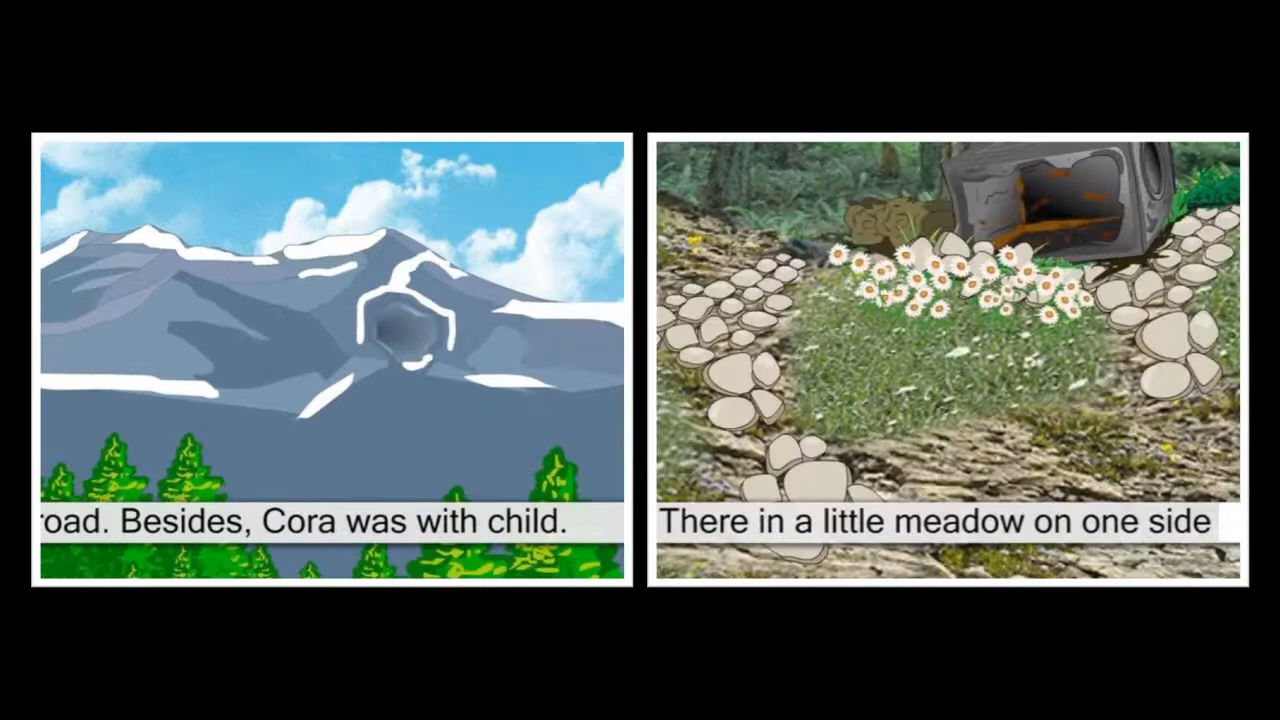 road. Besides, Cora was with child.
There in a little meadow on one side